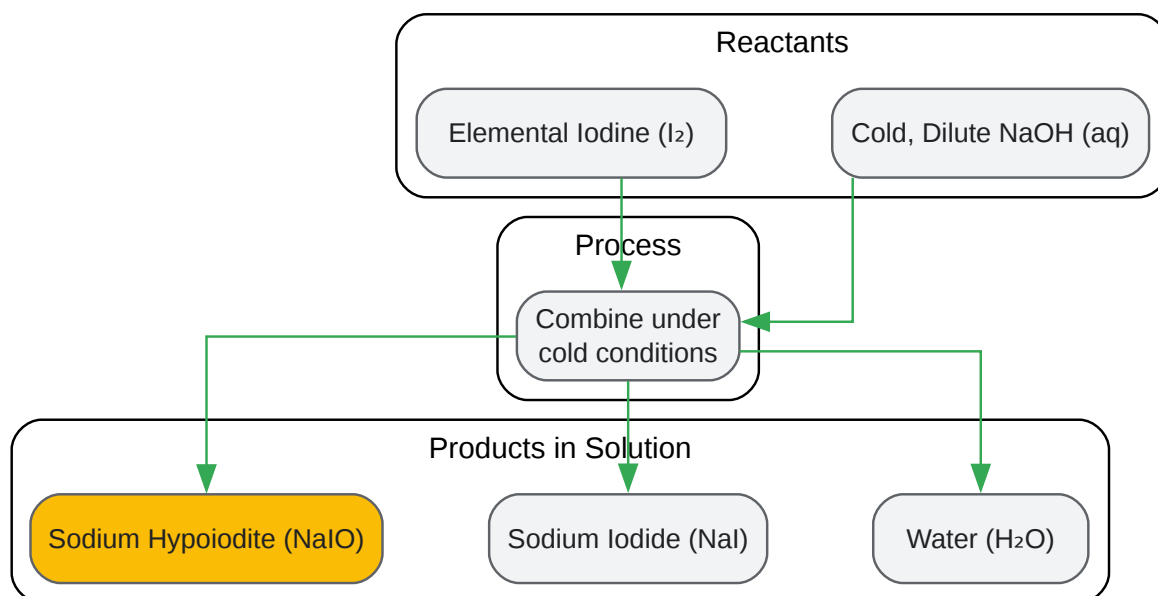 Reactants
Elemental Iodine (I₂)
Cold, Dilute NaOH (aq)
Process
Combine under
cold conditions
Products in Solution
Sodium Hypoiodite (NaIO)
Sodium Iodide (NaI)
Water (H₂O)